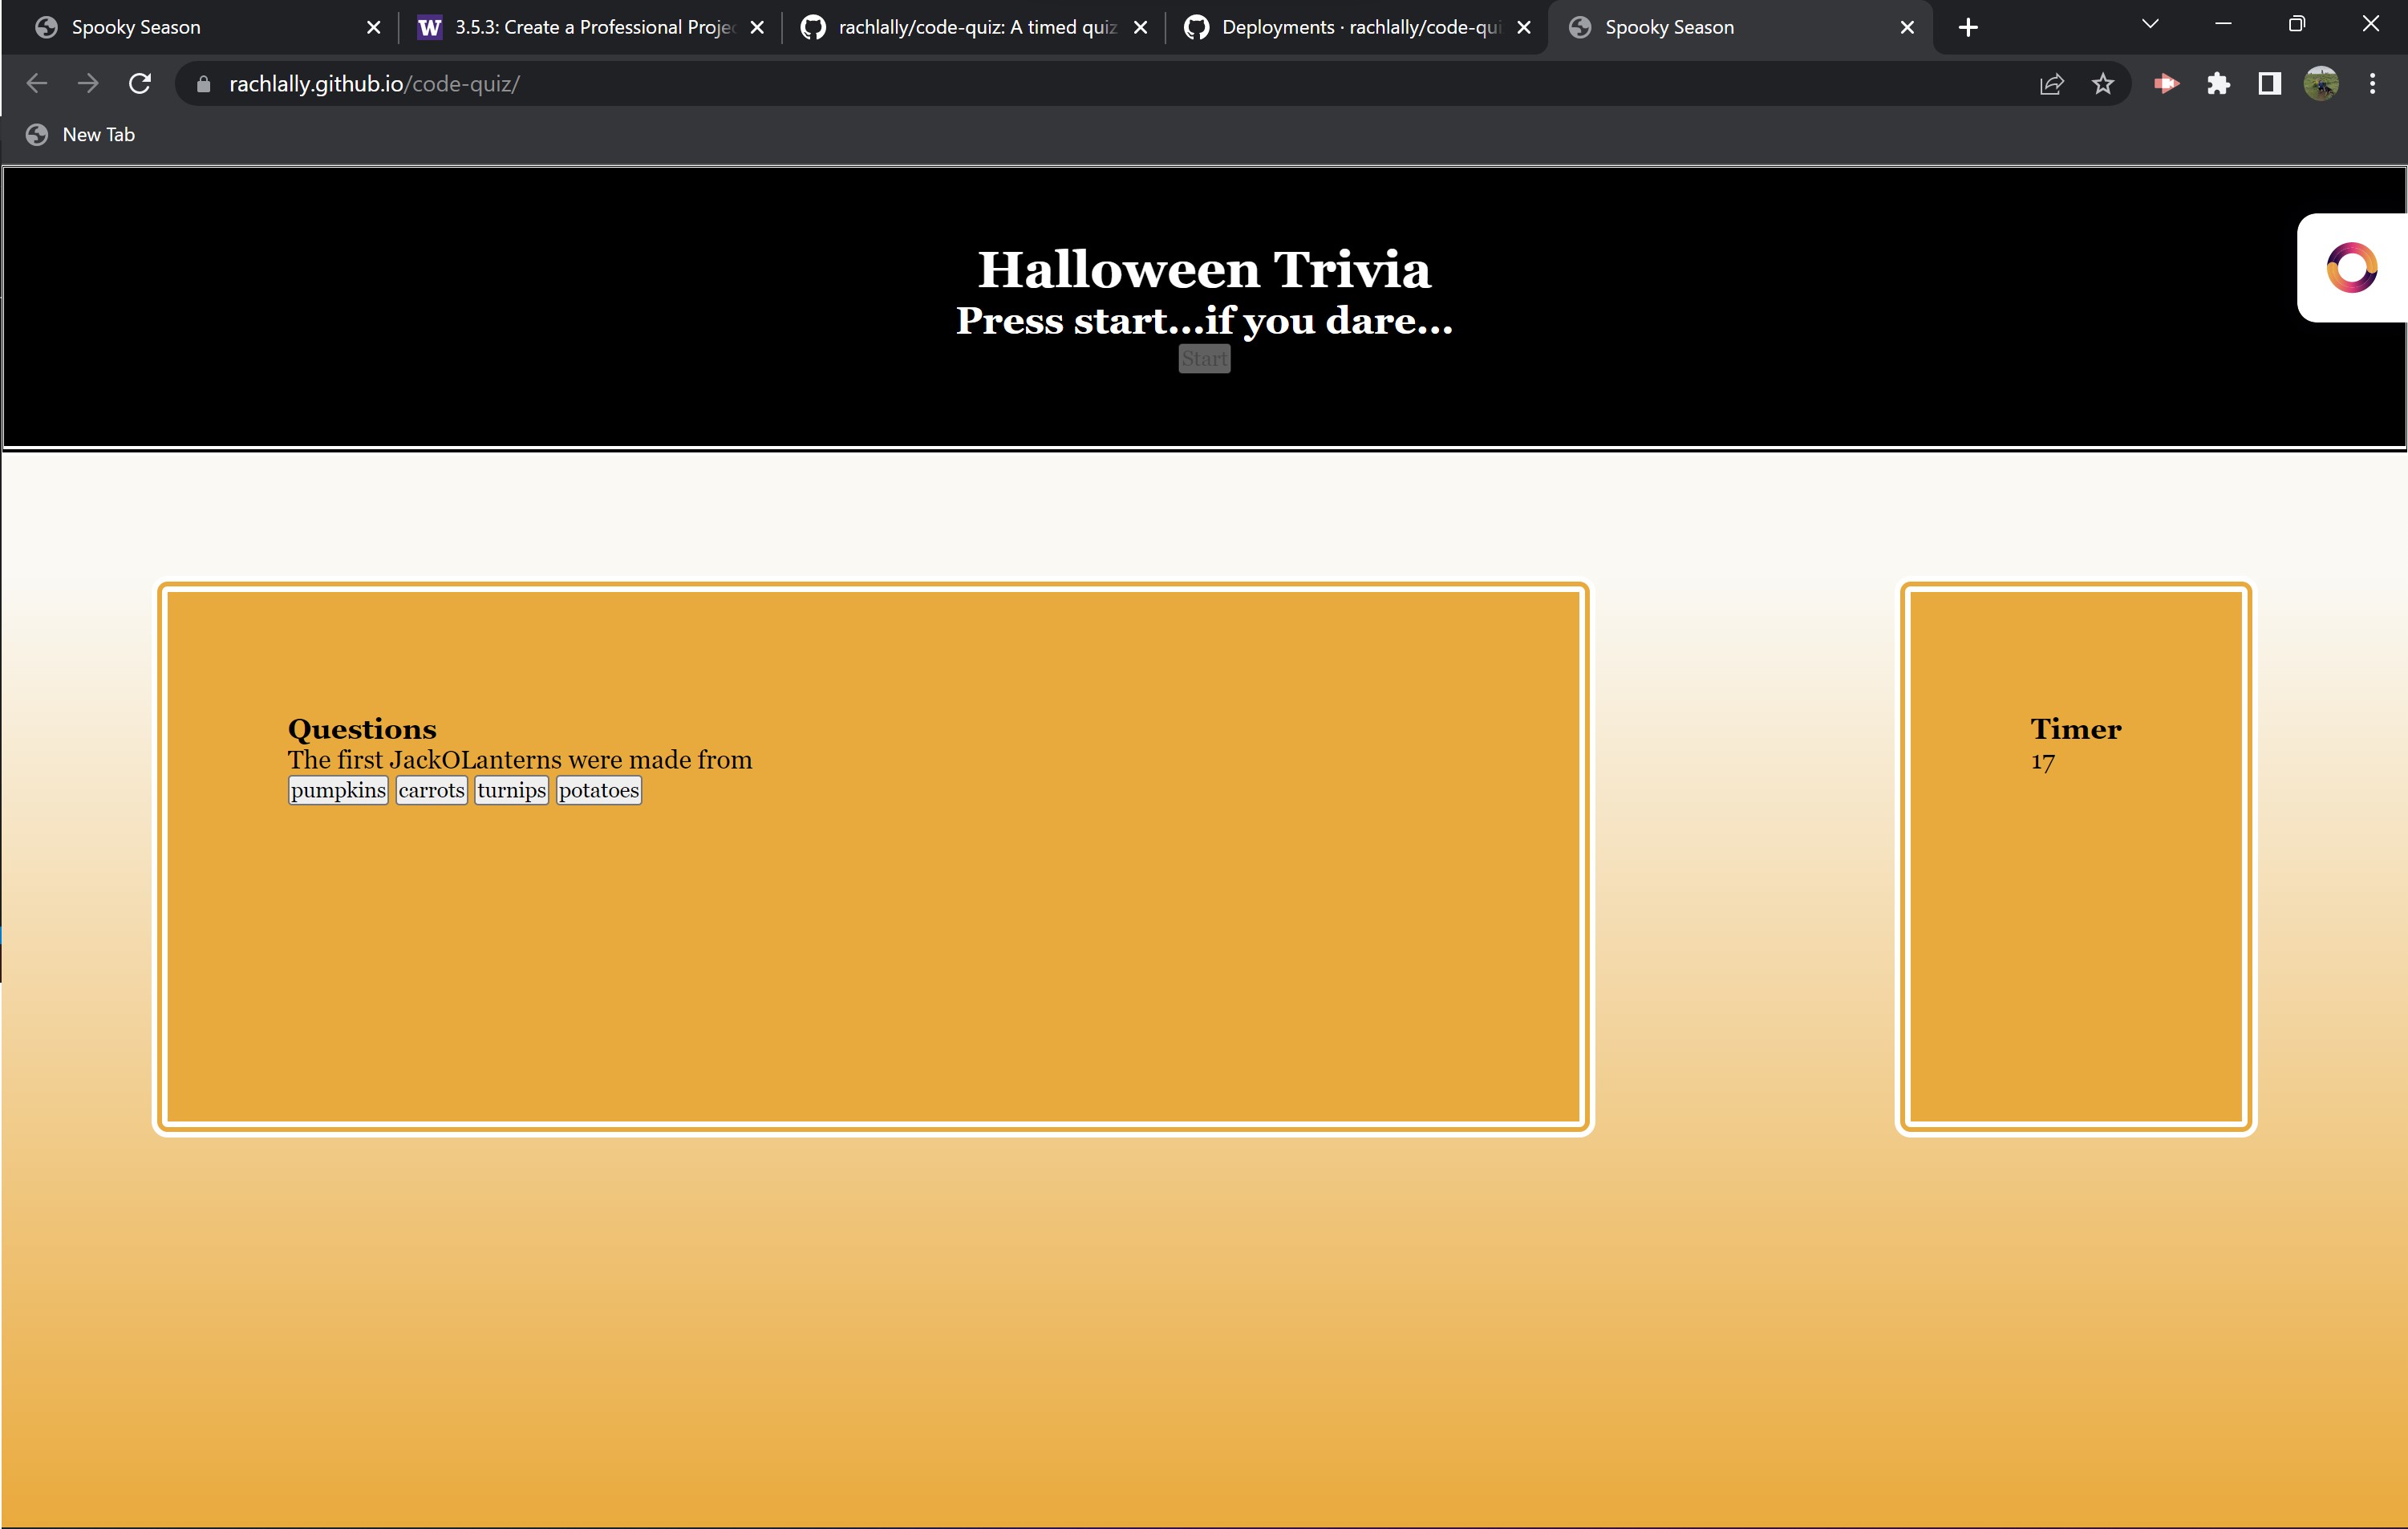 Spooky Season
3.5.3: Create a Professional Projec
rachlally/code-quiz: A timed quiz
Deployments · rachlally/code-qui
Spooky Season
rachlally.github.io/code-quiz/
New Tab
Halloween Trivia
Press start...if you dare...
Start
Questions
The first JackOLanterns were made from
pumpkins carrots turnips potatoes
Timer
17